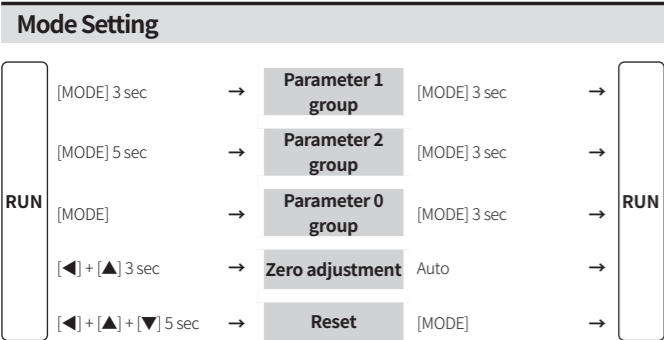 Mode Setting
[MODE] 3 sec → Parameter 1 group [MODE] 3 sec →
[MODE] 5 sec → Parameter 2 group [MODE] 3 sec →
RUN [MODE] → Parameter 0 group [MODE] 3 sec → RUN
[◀] + [▲] 3 sec → Zero adjustment Auto →
[◀] + [▲] + [▼] 5 sec → Reset [MODE] →